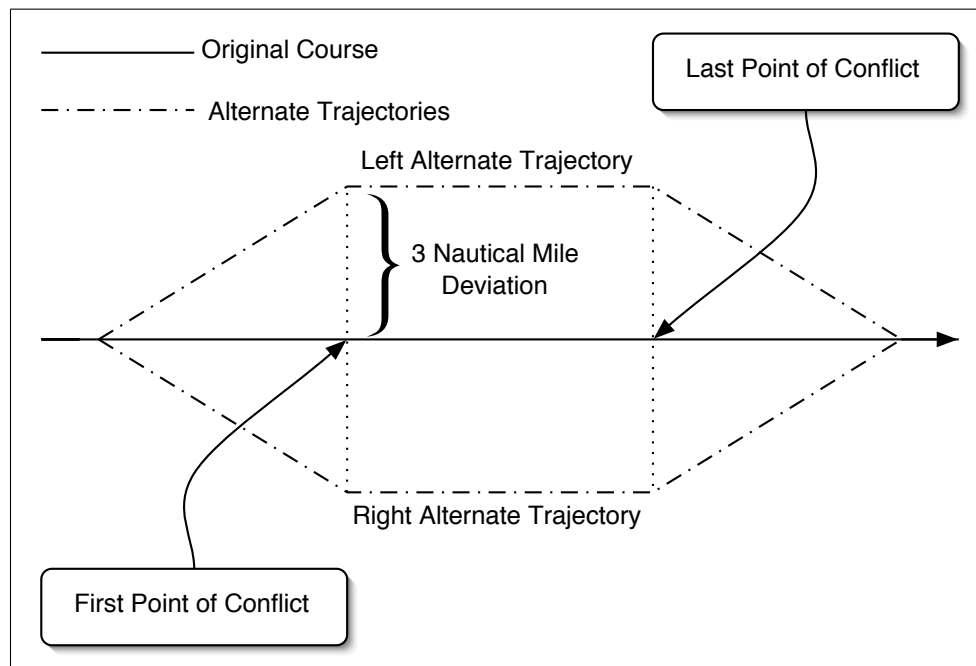 Original Course
Last Point of Conflict
Alternate Trajectories
Left Alternate Trajectory
3 Nautical Mile
Deviation
Right Alternate Trajectory
First Point of Conflict